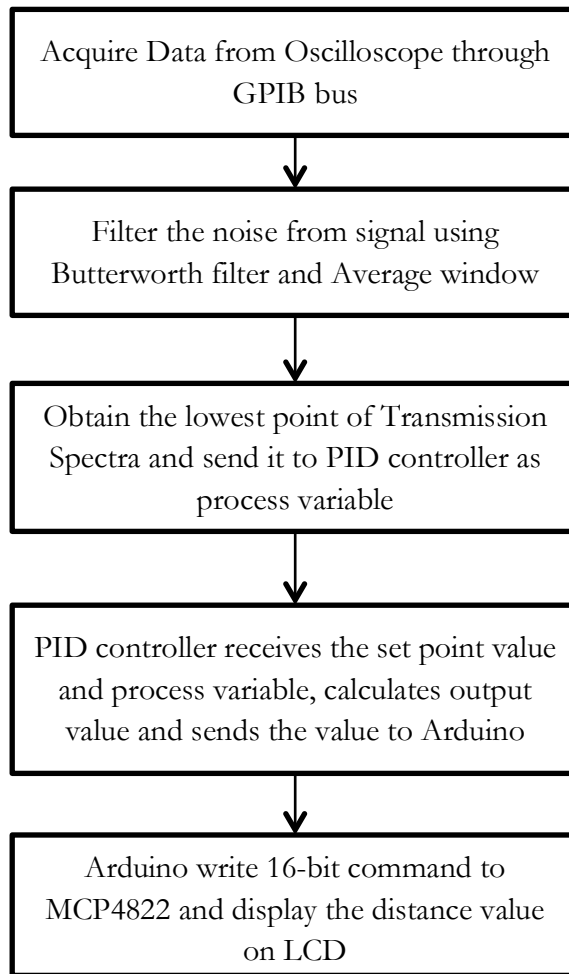 Acquire Data from Oscilloscope through
GPIB bus
Filter the noise from signal using
Butterworth filter and Average window
Obtain the lowest point of Transmission
Spectra and send it to PID controller as
process variable
PID controller receives the set point value
and process variable, calculates output
value and sends the value to Arduino
Arduino write 16-bit command to
MCP4822 and display the distance value
on LCD